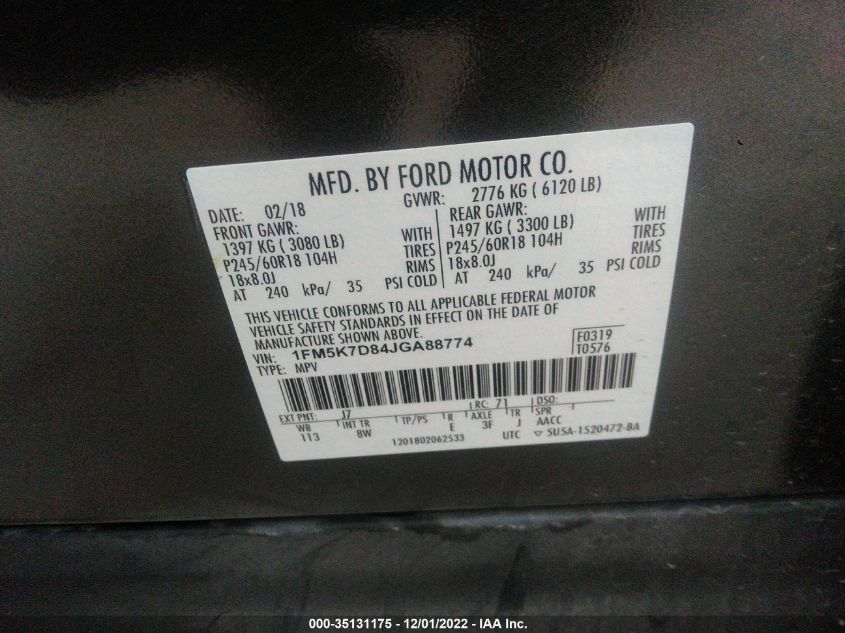 MFD. BY FORD MOTOR CO.
DATE: 02/18 GVWR: 2776 KG ( 6120 LB)
FRONT GAWR: REAR GAWR:
1397 KG ( 3080 LB) WITH 1497 KG ( 3300 LB) WITH
P245/60R18 104H TIRES P245/60R18 104H TIRES
18x8.0J RIMS 18x8.0J RIMS
AT 240 kPa/ 35 PSI COLD AT 240 kPa/ 35 PSI COLD
THIS VEHICLE CONFORMS TO ALL APPLICABLE FEDERAL MOTOR
VEHICLE SAFETY STANDARDS IN EFFECT ON THE DATE OF
MANUFACTURE SHOWN ABOVE.
VIN: 1FM5K7D84JGA88774 F0319
TYPE: MPV T0576
EXT PNT: J7 RC: 71 DSO:
WB INT TR TP/PS R AXLE TR SPR
113 8W E 3F J AACC
1201802062533 UTC ▽ 5U5A-1520472-BA
000-35131175 - 12/01/2022 - IAA Inc.